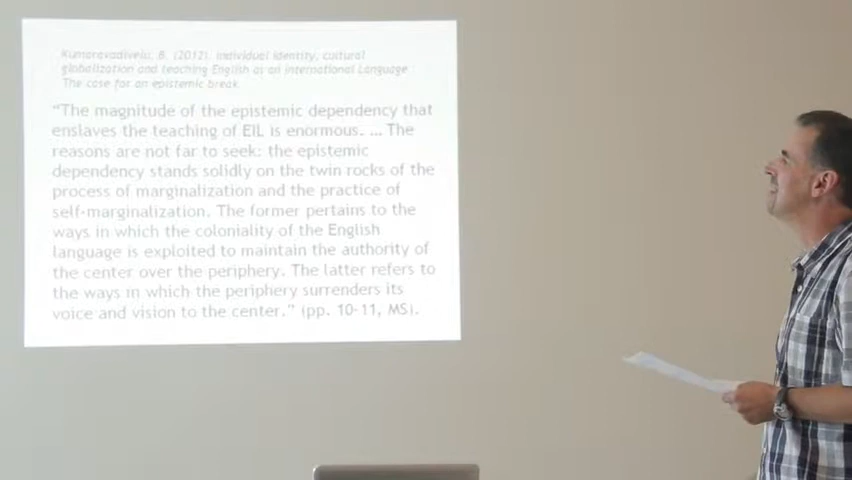 Kumaravadivelu, B. (2012). Individual identity, cultural
globalization and teaching English as an international Language :
The case for an epistemic break.
“The magnitude of the epistemic dependency that
enslaves the teaching of EIL is enormous. ... The
reasons are not far to seek: the epistemic
dependency stands solidly on the twin rocks of the
process of marginalization and the practice of
self-marginalization. The former pertains to the
ways in which the coloniality of the English
language is exploited to maintain the authority of
the center over the periphery. The latter refers to
the ways in which the periphery surrenders its
voice and vision to the center.” (pp. 10-11, MS).